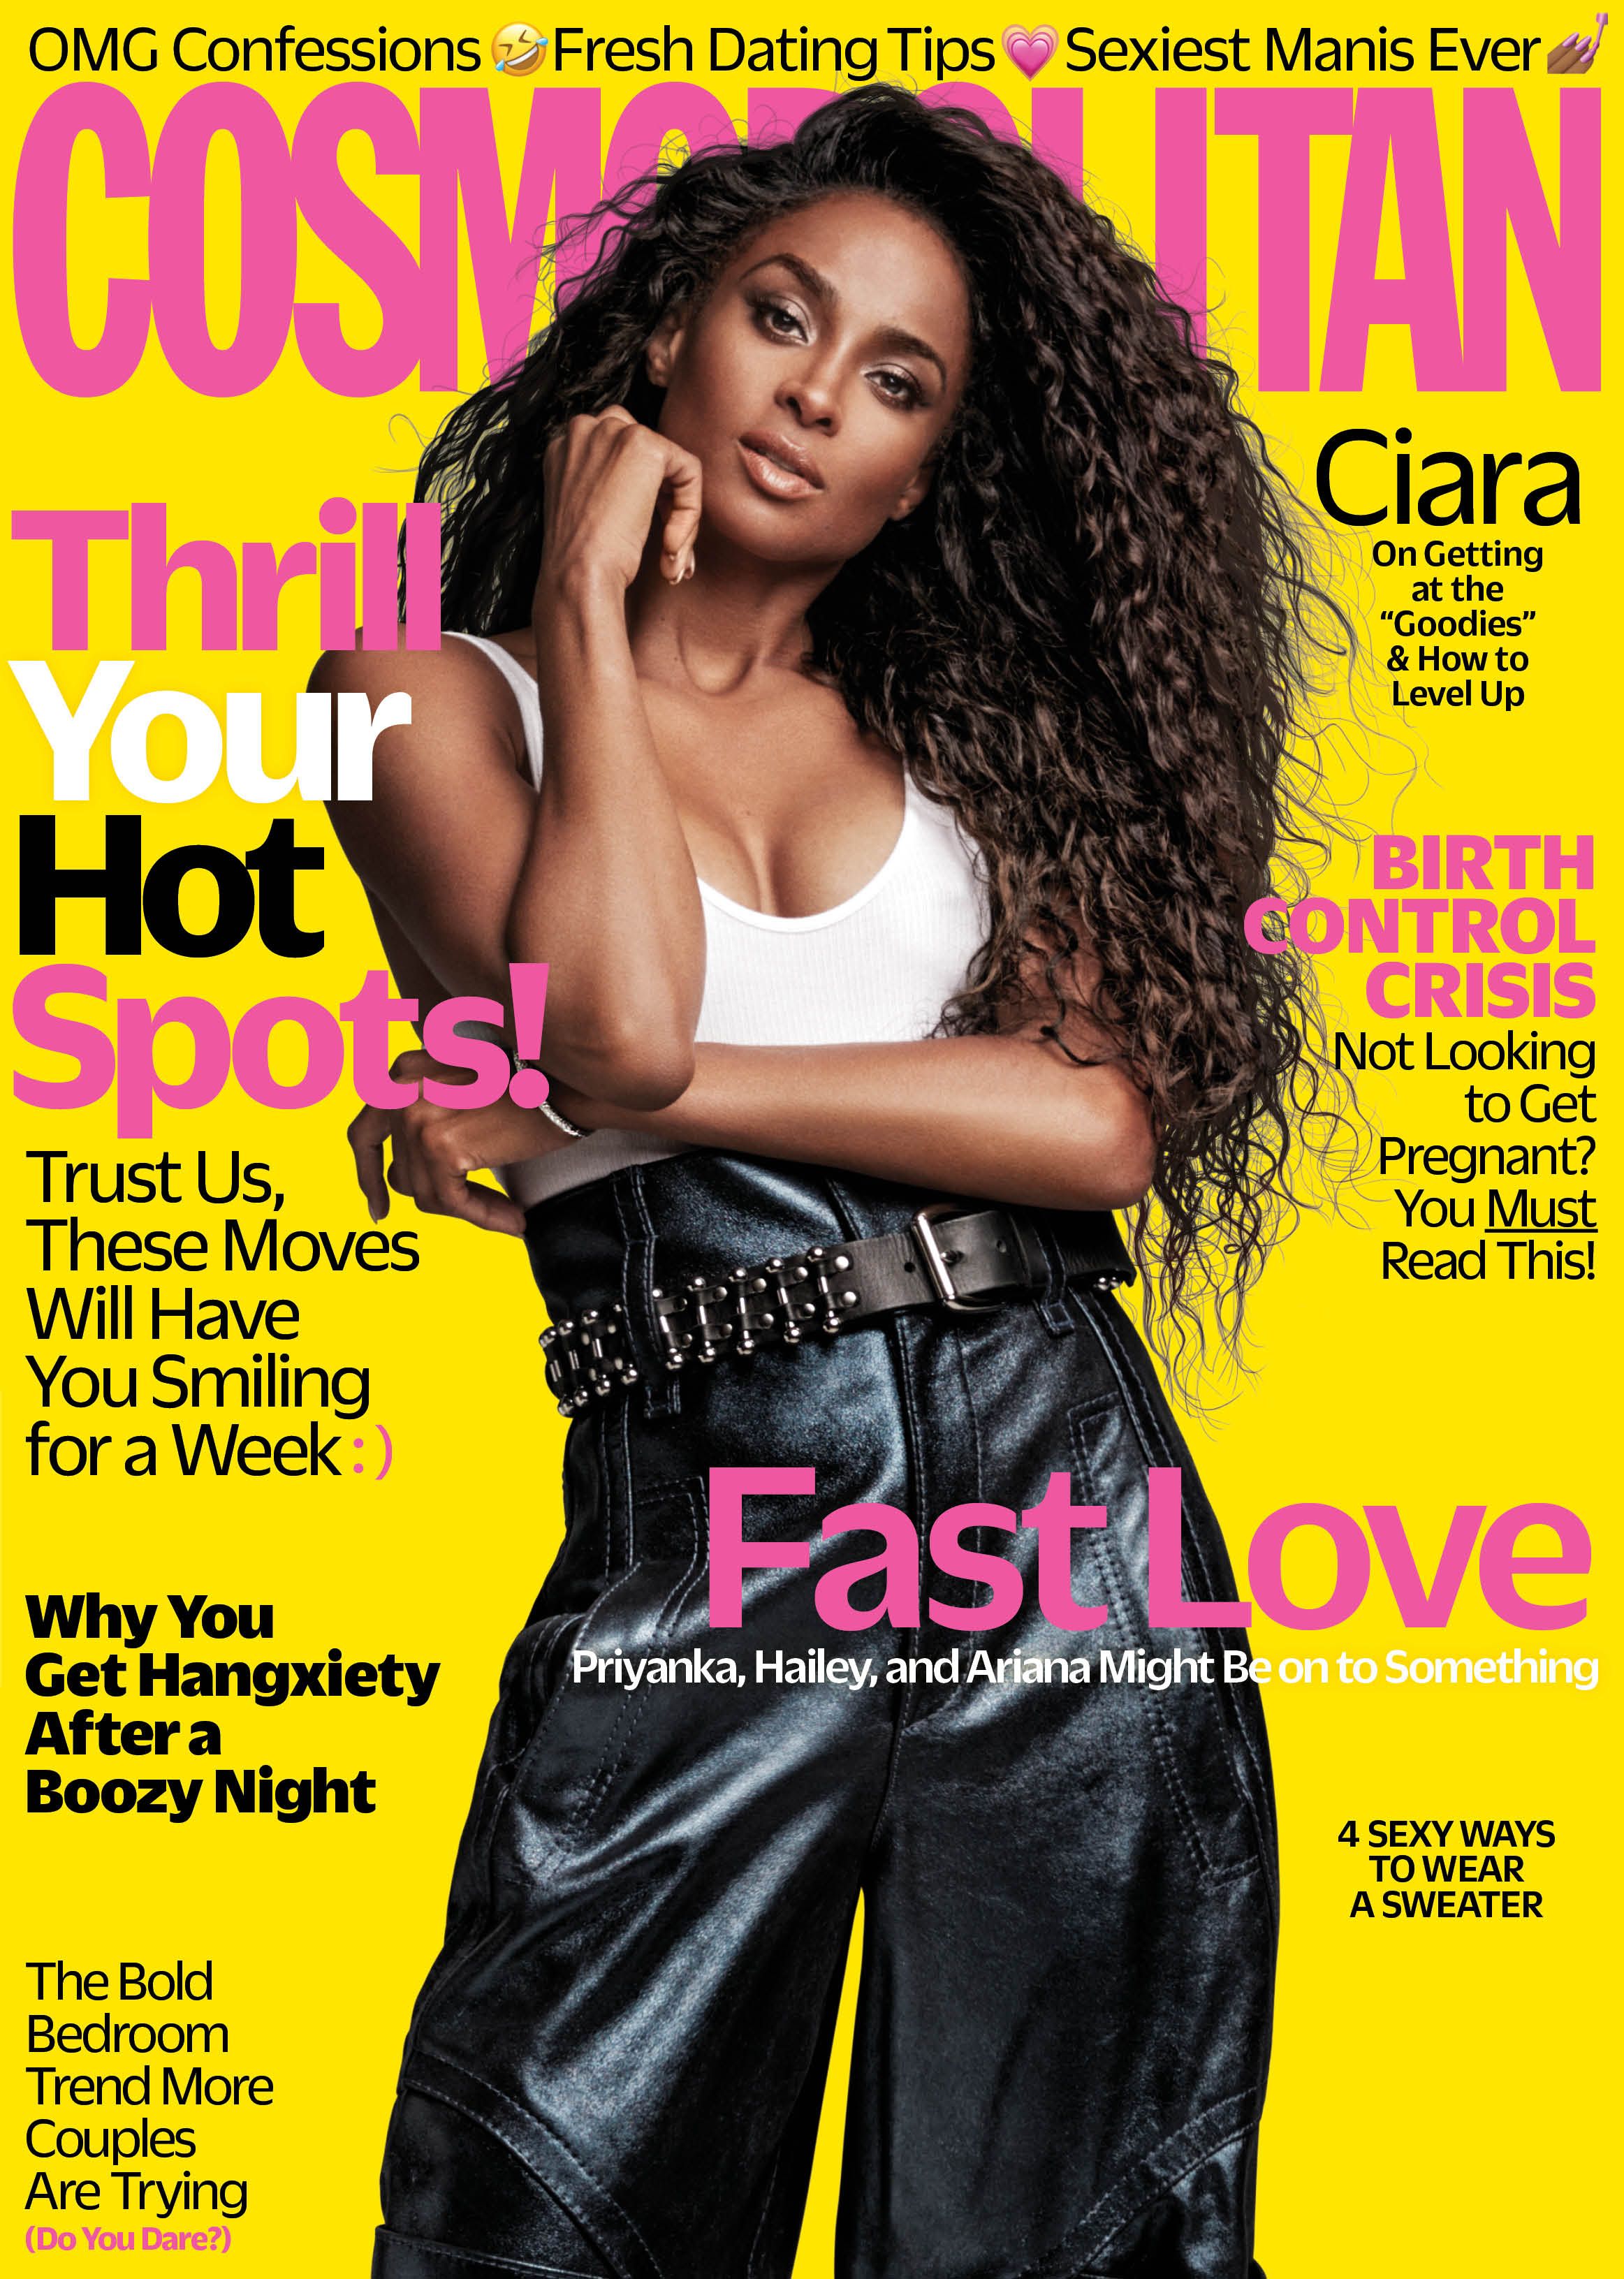 OMG Confessions 🤣 Fresh Dating Tips 💗 Sexiest Manis Ever 💅🏾
COSMOPOLITAN
Ciara
On Getting
at the
“Goodies”
& How to
Level Up
Thrill
Your
Hot
Spots!
Trust Us,
These Moves
Will Have
You Smiling
for a Week :)
BIRTH
CONTROL
CRISIS
Not Looking
to Get
Pregnant?
You Must
Read This!
Fast Love
Priyanka, Hailey, and Ariana Might Be on to Something
Why You
Get Hangxiety
After a
Boozy Night
4 SEXY WAYS
TO WEAR
A SWEATER
The Bold
Bedroom
Trend More
Couples
Are Trying
(Do You Dare?)